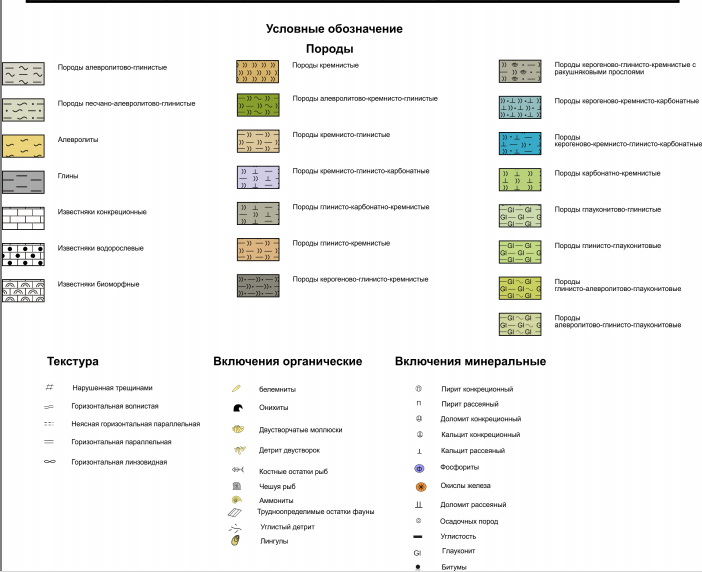 Условные обозначение
Породы
Породы алевропитово-глинистые
Породы песчано-алевропитово-глинистые
Алевролиты
Глины
Известняки конкреционные
Известняки водорослевые
Известняки биоморфные
Породы кремнистые
Породы алевролитово-кремнисто-глинистые
Породы кремнисто-глинистые
Породы кремнисто-глинисто-карбонатные
Породы глинисто-карбонатно-кремнистые
Породы глинисто-кремнистые
Породы керогеново-глинисто-кремнистые
Породы керогеново-глинисто-кремнистые с
ракушняковыми прослоями
Породы керогеново-кремнисто-карбонатные
Породы
керогеново-кремнисто-глинисто-карбонатные
Породы карбонатно-кремнистые
Породы глауконитово-глинистые
Породы глинисто-глауконитовые
Породы
глинисто-алевролитово-глауконитовые
Породы
алевролитово-глинисто-глауконитовые
Текстура
Нарушенная трещинами
Горизонтальная волнистая
Неясная горизонтальная параллельная
Горизонтальная параллельная
Горизонтальная линзовидная
Включения органические
белемниты
Онихиты
Двустворчатые моллюски
Детрит двустворок
Костные остатки рыб
Чешуя рыб
Аммониты
Трудноопределимые остатки фауны
Углистый детрит
Лингулы
Включения минеральные
Пирит конкреционный
Пирит рассеяный
Доломит конкреционный
Кальцит конкреционный
Кальцит рассеяный
Фосфориты
Окислы железа
Доломит рассеяный
Осадочных пород
Углистость
Gl Глауконит
Битумы